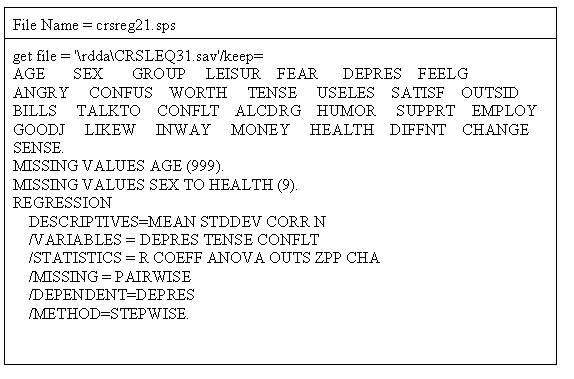 File Name = crsreg21.sps
get file = '\rdda\CRSLEQ31.sav'/keep=
AGE SEX GROUP LEISUR FEAR DEPRES FEELG
ANGRY CONFUS WORTH TENSE USELES SATISF OUTSID
BILLS TALKTO CONFLT ALCDRG HUMOR SUPPRT EMPLOY
GOODJ LIKEW INWAY MONEY HEALTH DIFFNT CHANGE
SENSE.
MISSING VALUES AGE (999).
MISSING VALUES SEX TO HEALTH (9).
REGRESSION
DESCRIPTIVES=MEAN STDDEV CORR N
/VARIABLES = DEPRES TENSE CONFLT
/STATISTICS = R COEFF ANOVA OUTS ZPP CHA
/MISSING = PAIRWISE
/DEPENDENT=DEPRES
/METHOD=STEPWISE.